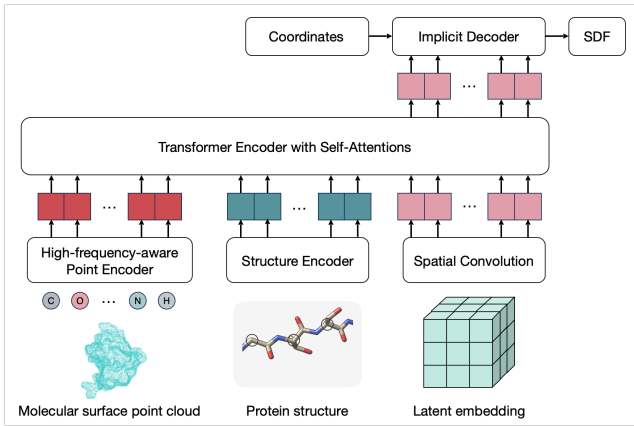 Coordinates
Implicit Decoder
SDF
...
Transformer Encoder with Self-Attentions
... ... ...
High-frequency-aware
Point Encoder
Structure Encoder
Spatial Convolution
C O ... N H
Molecular surface point cloud
Protein structure
Latent embedding